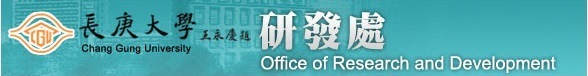 CGU
長庚大學 王永慶題 研發處
Chang Gung University
Office of Research and Development